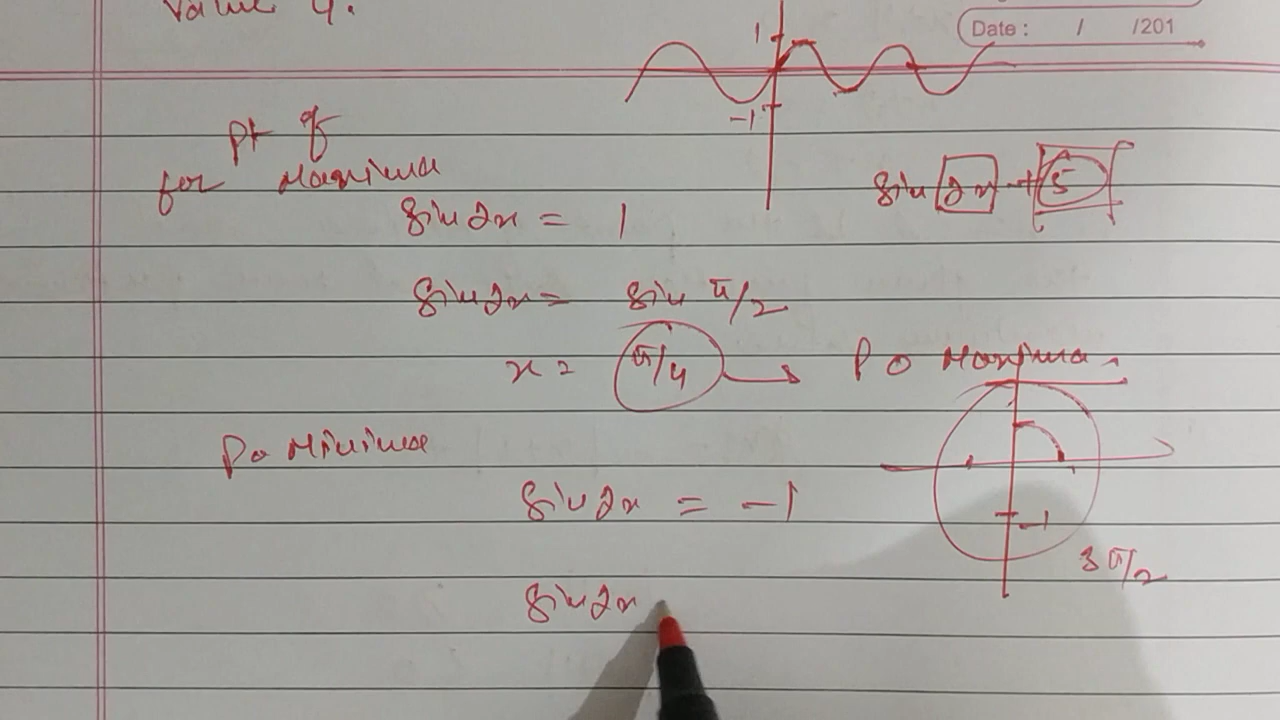 Value 4.
Date : / /201
1
-1
pt of
for Maxima
sin 2x + 5
sin 2x = 1
sin 2x = sin π/2
x = π/4 → P o Maxima
Po Minima
sin 2x = -1
-1
3π/2
sin 2x